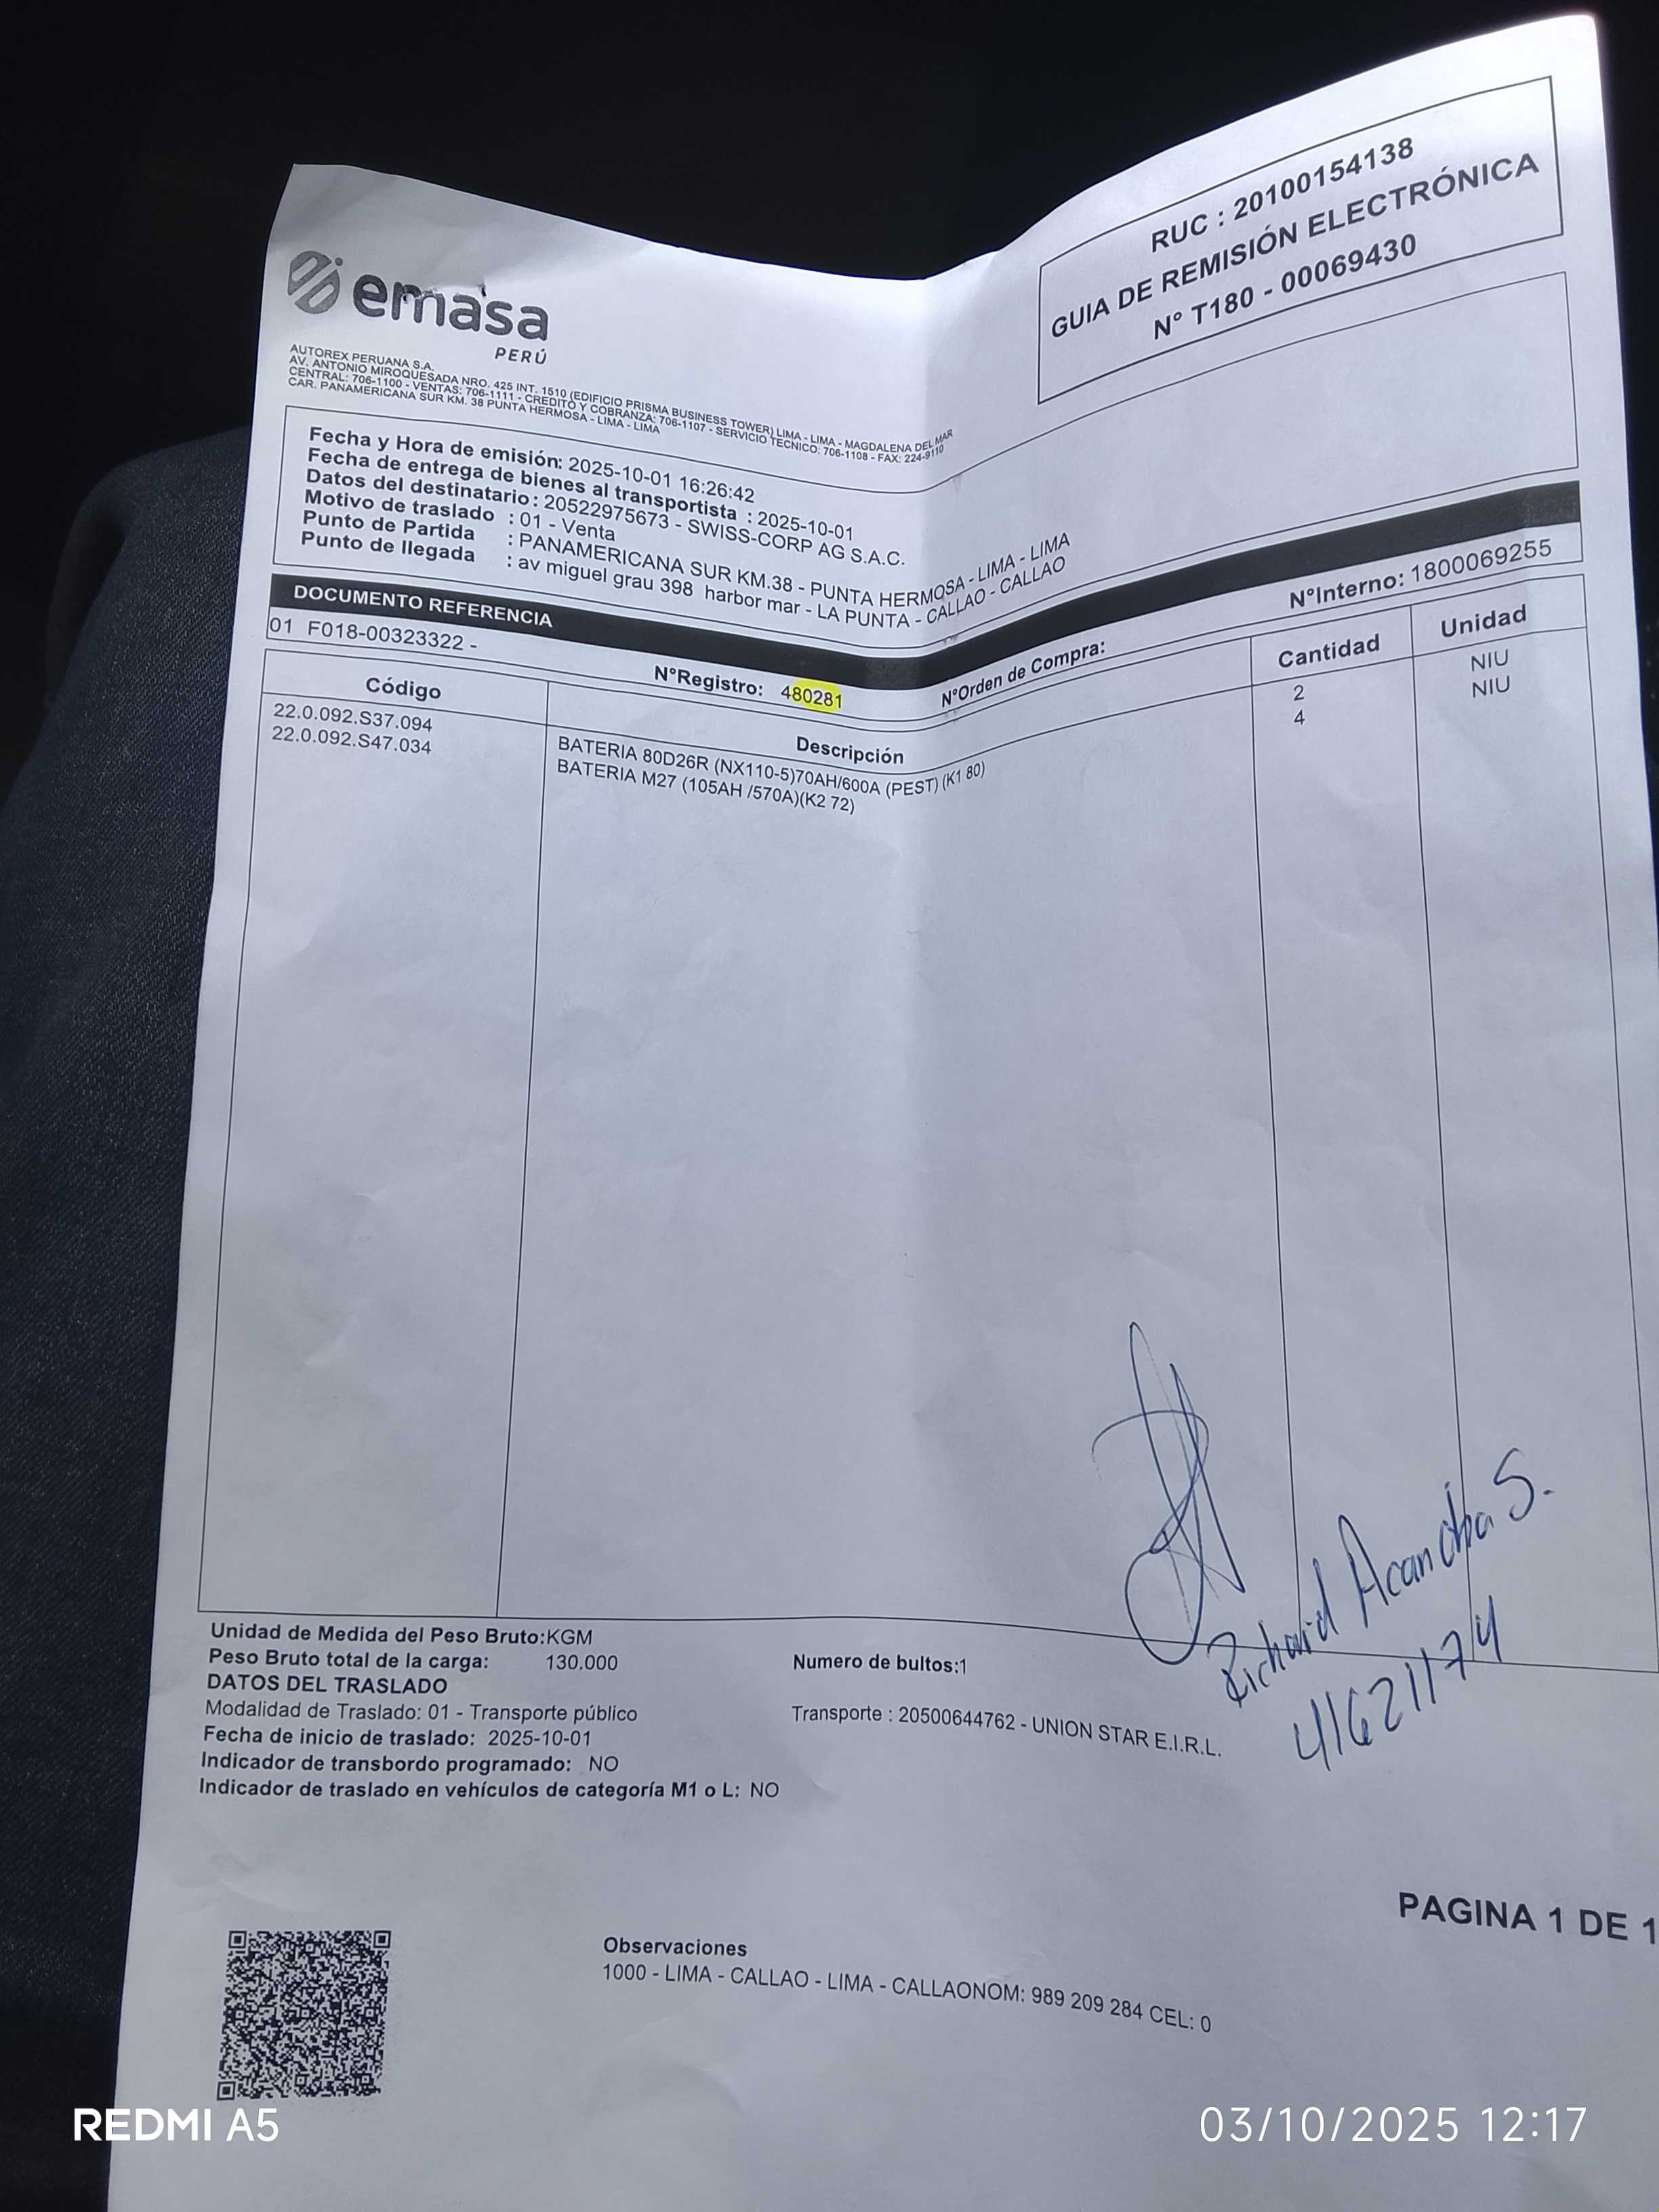 RUC : 20100154138
GUIA DE REMISIÓN ELECTRÓNICA
Nº T180 - 00069430
emasa
PERÚ
AUTOREX PERUANA S.A.
AV. ANTONIO MIROQUESADA NRO. 425 INT. 1510 (EDIFICIO PRISMA BUSINESS TOWER) LIMA - LIMA - MAGDALENA DEL MAR
CENTRAL: 706-1100 - VENTAS: 706-1111 - CREDITO Y COBRANZA: 706-1107 - SERVICIO TECNICO: 706-1108 - FAX: 224-9110
CAR. PANAMERICANA SUR KM. 38 PUNTA HERMOSA - LIMA - LIMA
Fecha y Hora de emisión: 2025-10-01 16:26:42
Fecha de entrega de bienes al transportista : 2025-10-01
Datos del destinatario : 20522975673 - SWISS-CORP AG S.A.C.
Motivo de traslado : 01 - Venta
Punto de Partida : PANAMERICANA SUR KM.38 - PUNTA HERMOSA - LIMA - LIMA
Punto de llegada : av miguel grau 398 harbor mar - LA PUNTA - CALLAO - CALLAO
DOCUMENTO REFERENCIA
01 F018-00323322 - NºRegistro: 480281 NºOrden de Compra: NºInterno: 1800069255
Código Descripción Cantidad Unidad
22.0.092.S37.094 BATERIA 80D26R (NX110-5)70AH/600A (PEST) (K1 80) 2 NIU
22.0.092.S47.034 BATERIA M27 (105AH /570A)(K2 72) 4 NIU
Richard Acancha S.
41621174
Unidad de Medida del Peso Bruto:KGM
Peso Bruto total de la carga: 130.000 Numero de bultos:1
DATOS DEL TRASLADO
Modalidad de Traslado: 01 - Transporte público Transporte : 20500644762 - UNION STAR E.I.R.L.
Fecha de inicio de traslado: 2025-10-01
Indicador de transbordo programado: NO
Indicador de traslado en vehículos de categoría M1 o L: NO
PAGINA 1 DE 1
Observaciones
1000 - LIMA - CALLAO - LIMA - CALLAONOM: 989 209 284 CEL: 0
REDMI A5
03/10/2025 12:17